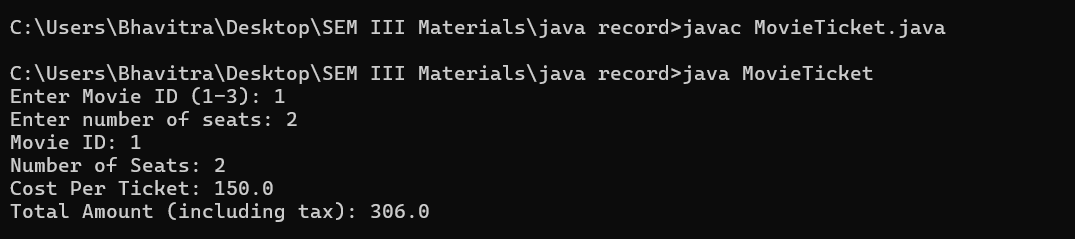 C:\Users\Bhavitra\Desktop\SEM III Materials\java record>javac MovieTicket.java
C:\Users\Bhavitra\Desktop\SEM III Materials\java record>java MovieTicket
Enter Movie ID (1-3): 1
Enter number of seats: 2
Movie ID: 1
Number of Seats: 2
Cost Per Ticket: 150.0
Total Amount (including tax): 306.0